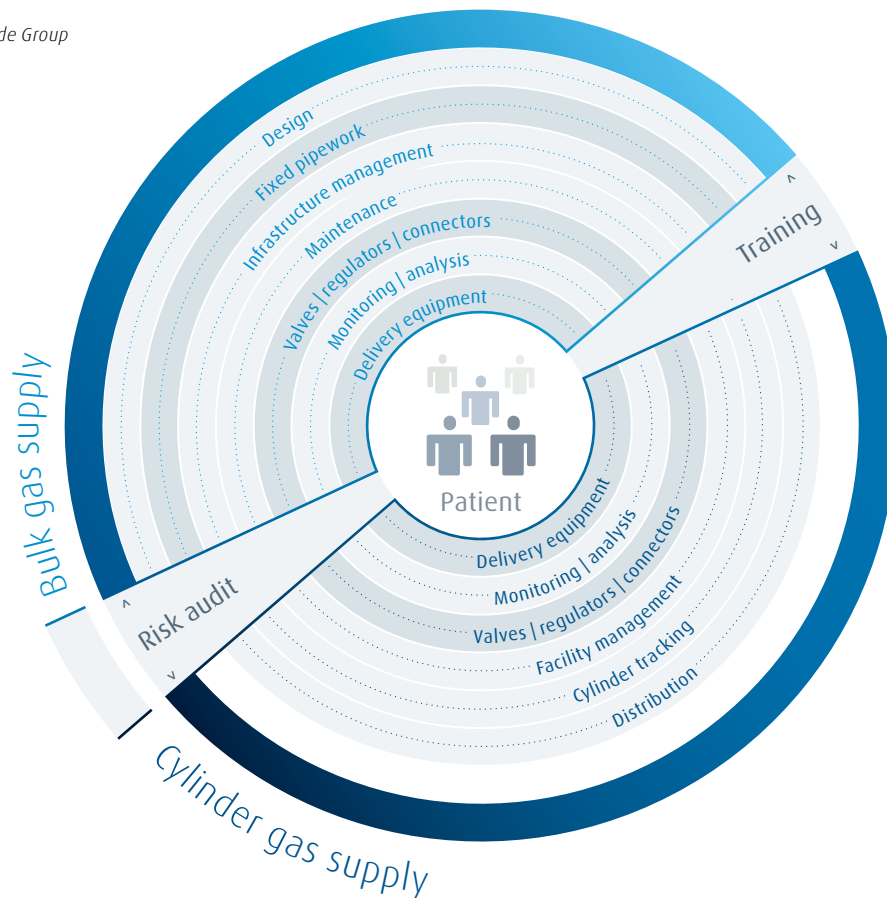 de Group
Design
Fixed pipework
Infrastructure management
Maintenance
Valves | regulators | connectors
Monitoring | analysis
Delivery equipment
Training
Bulk gas supply
Patient
Delivery equipment
Monitoring | analysis
Valves | regulators | connectors
Facility management
Cylinder tracking
Distribution
Risk audit
Cylinder gas supply